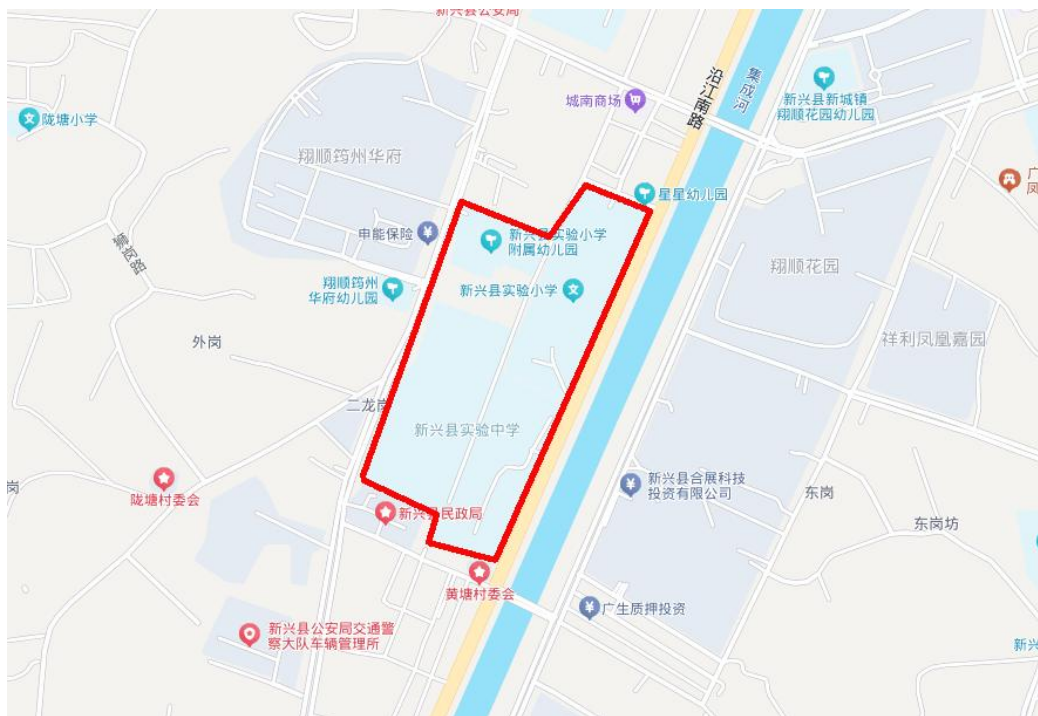 新兴县公安局
沿江南路
集成河
城南商场
新兴县新城镇
翔顺花园幼儿园
陇塘小学
翔顺筠州华府
广
凤
星星幼儿园
申能保险
新兴县实验小学
附属幼儿园
狮岗路
翔顺花园
翔顺筠州
华府幼儿园
新兴县实验小学
外岗
祥利凤凰嘉园
二龙岗
新兴县实验中学
新兴县合展科技
投资有限公司
岗
陇塘村委会
东岗
新兴县民政局
东岗坊
黄塘村委会
广生质押投资
新兴县公安局交通警
察大队车辆管理所
新兴